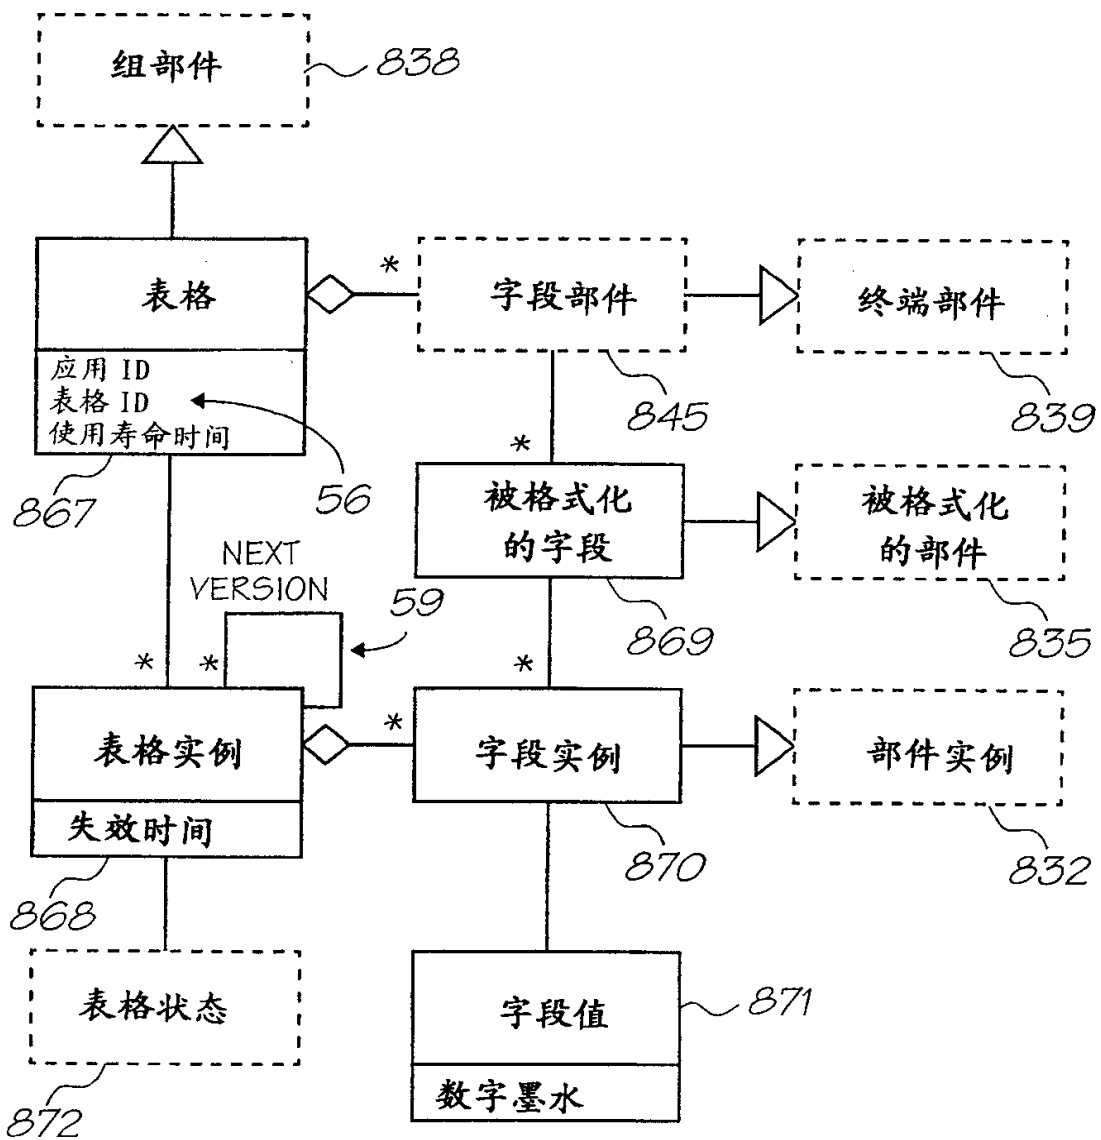 组部件
838
表格
*
字段部件
终端部件
应用 ID
表格 ID
使用寿命时间
56
867
845
839
*
被格式化
的字段
被格式化
的部件
869
835
NEXT
VERSION
59
*
*
*
表格实例
*
字段实例
部件实例
失效时间
868
870
832
表格状态
872
字段值
871
数字墨水